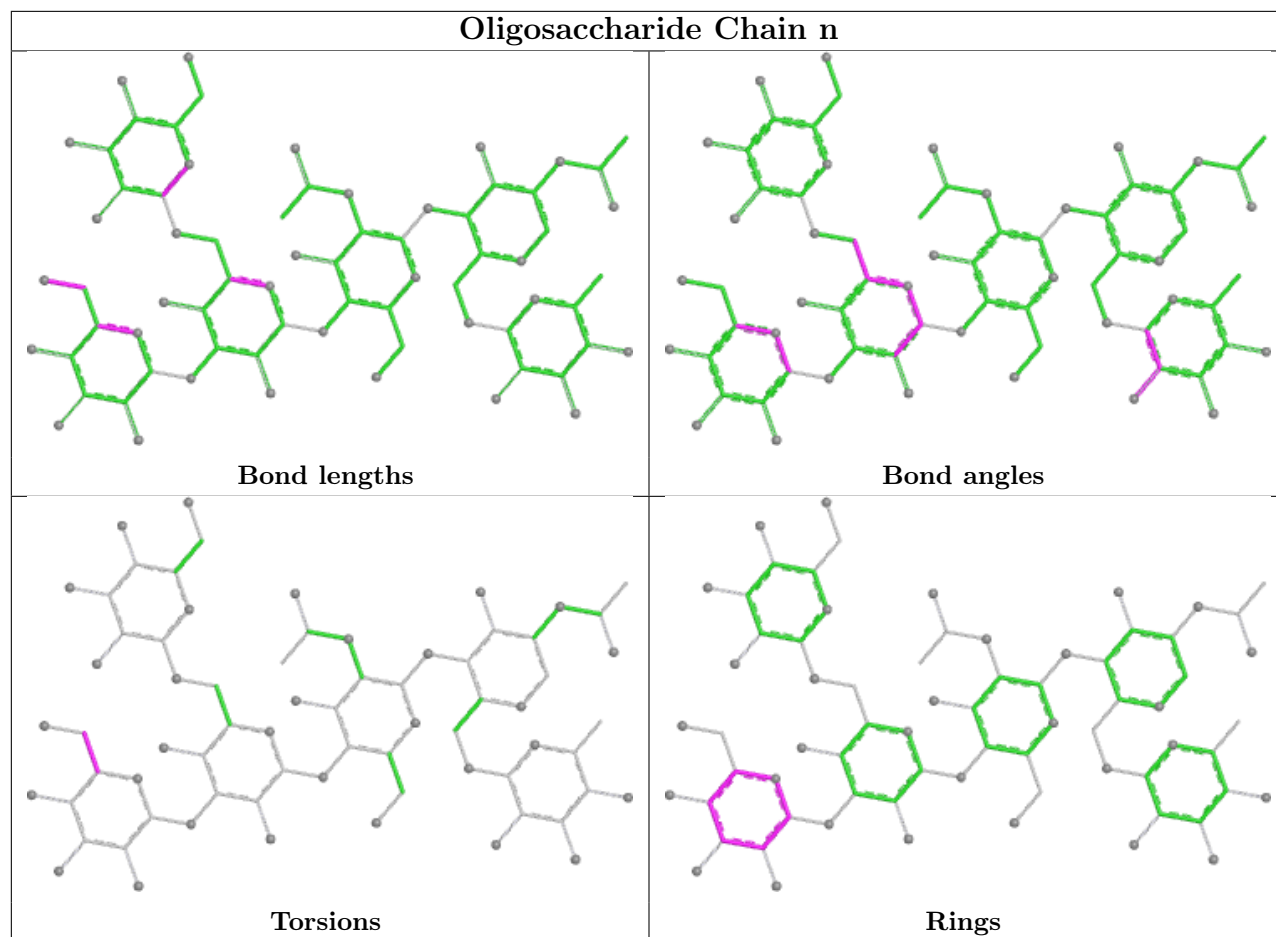 Oligosaccharide Chain n
Bond lengths
Bond angles
Torsions
Rings